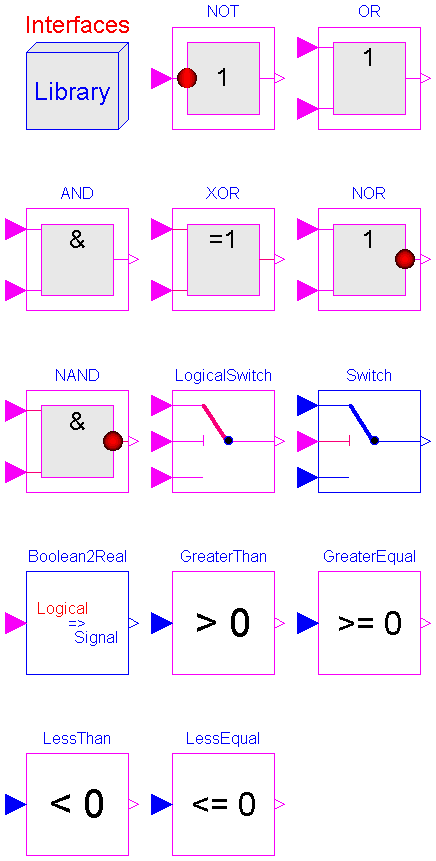 Interfaces
Library
NOT
1
OR
1
AND
&
XOR
=1
NOR
1
NAND
&
LogicalSwitch
Switch
Boolean2Real
Logical
=>
Signal
GreaterThan
> 0
GreaterEqual
>= 0
LessThan
< 0
LessEqual
<= 0